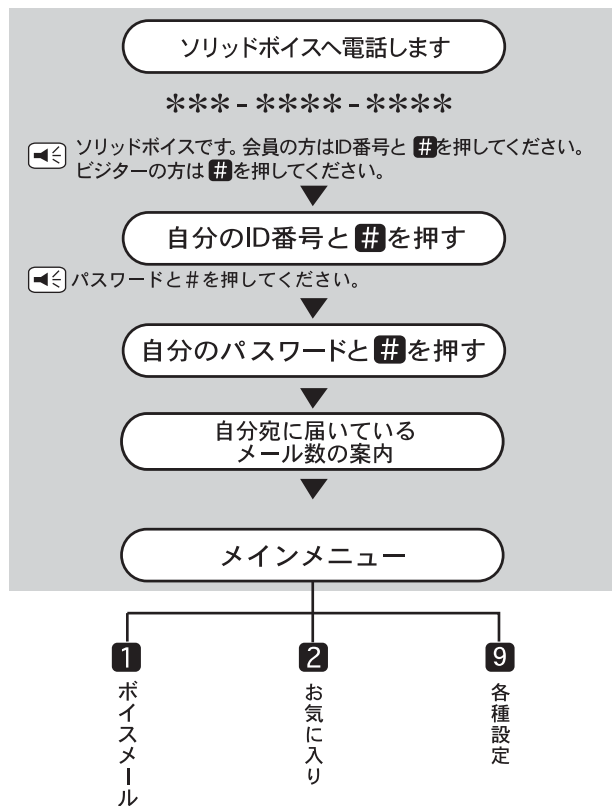 ソリッドボイスへ電話します
***-****-****
ソリッドボイスです。会員の方はID番号と #を押してください。
ビジターの方は #を押してください。
自分のID番号と#を押す
パスワードと#を押してください。
自分のパスワードと#を押す
自分宛に届いている
メール数の案内
メインメニュー
1
ボイスメール
2
お気に入り
9
各種設定